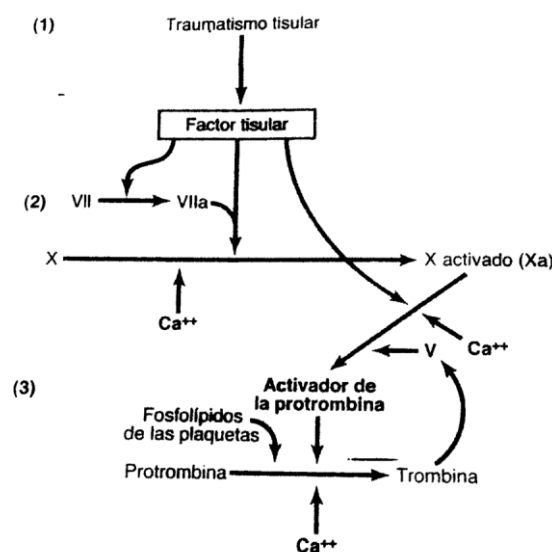 (1) Traumatismo tisular
Factor tisular
(2) VII VIIa
X X activado (Xa)
Ca++
V Ca++
(3) Activador de
la protrombina
Fosfolípidos
de las plaquetas
Protrombina Trombina
Ca++